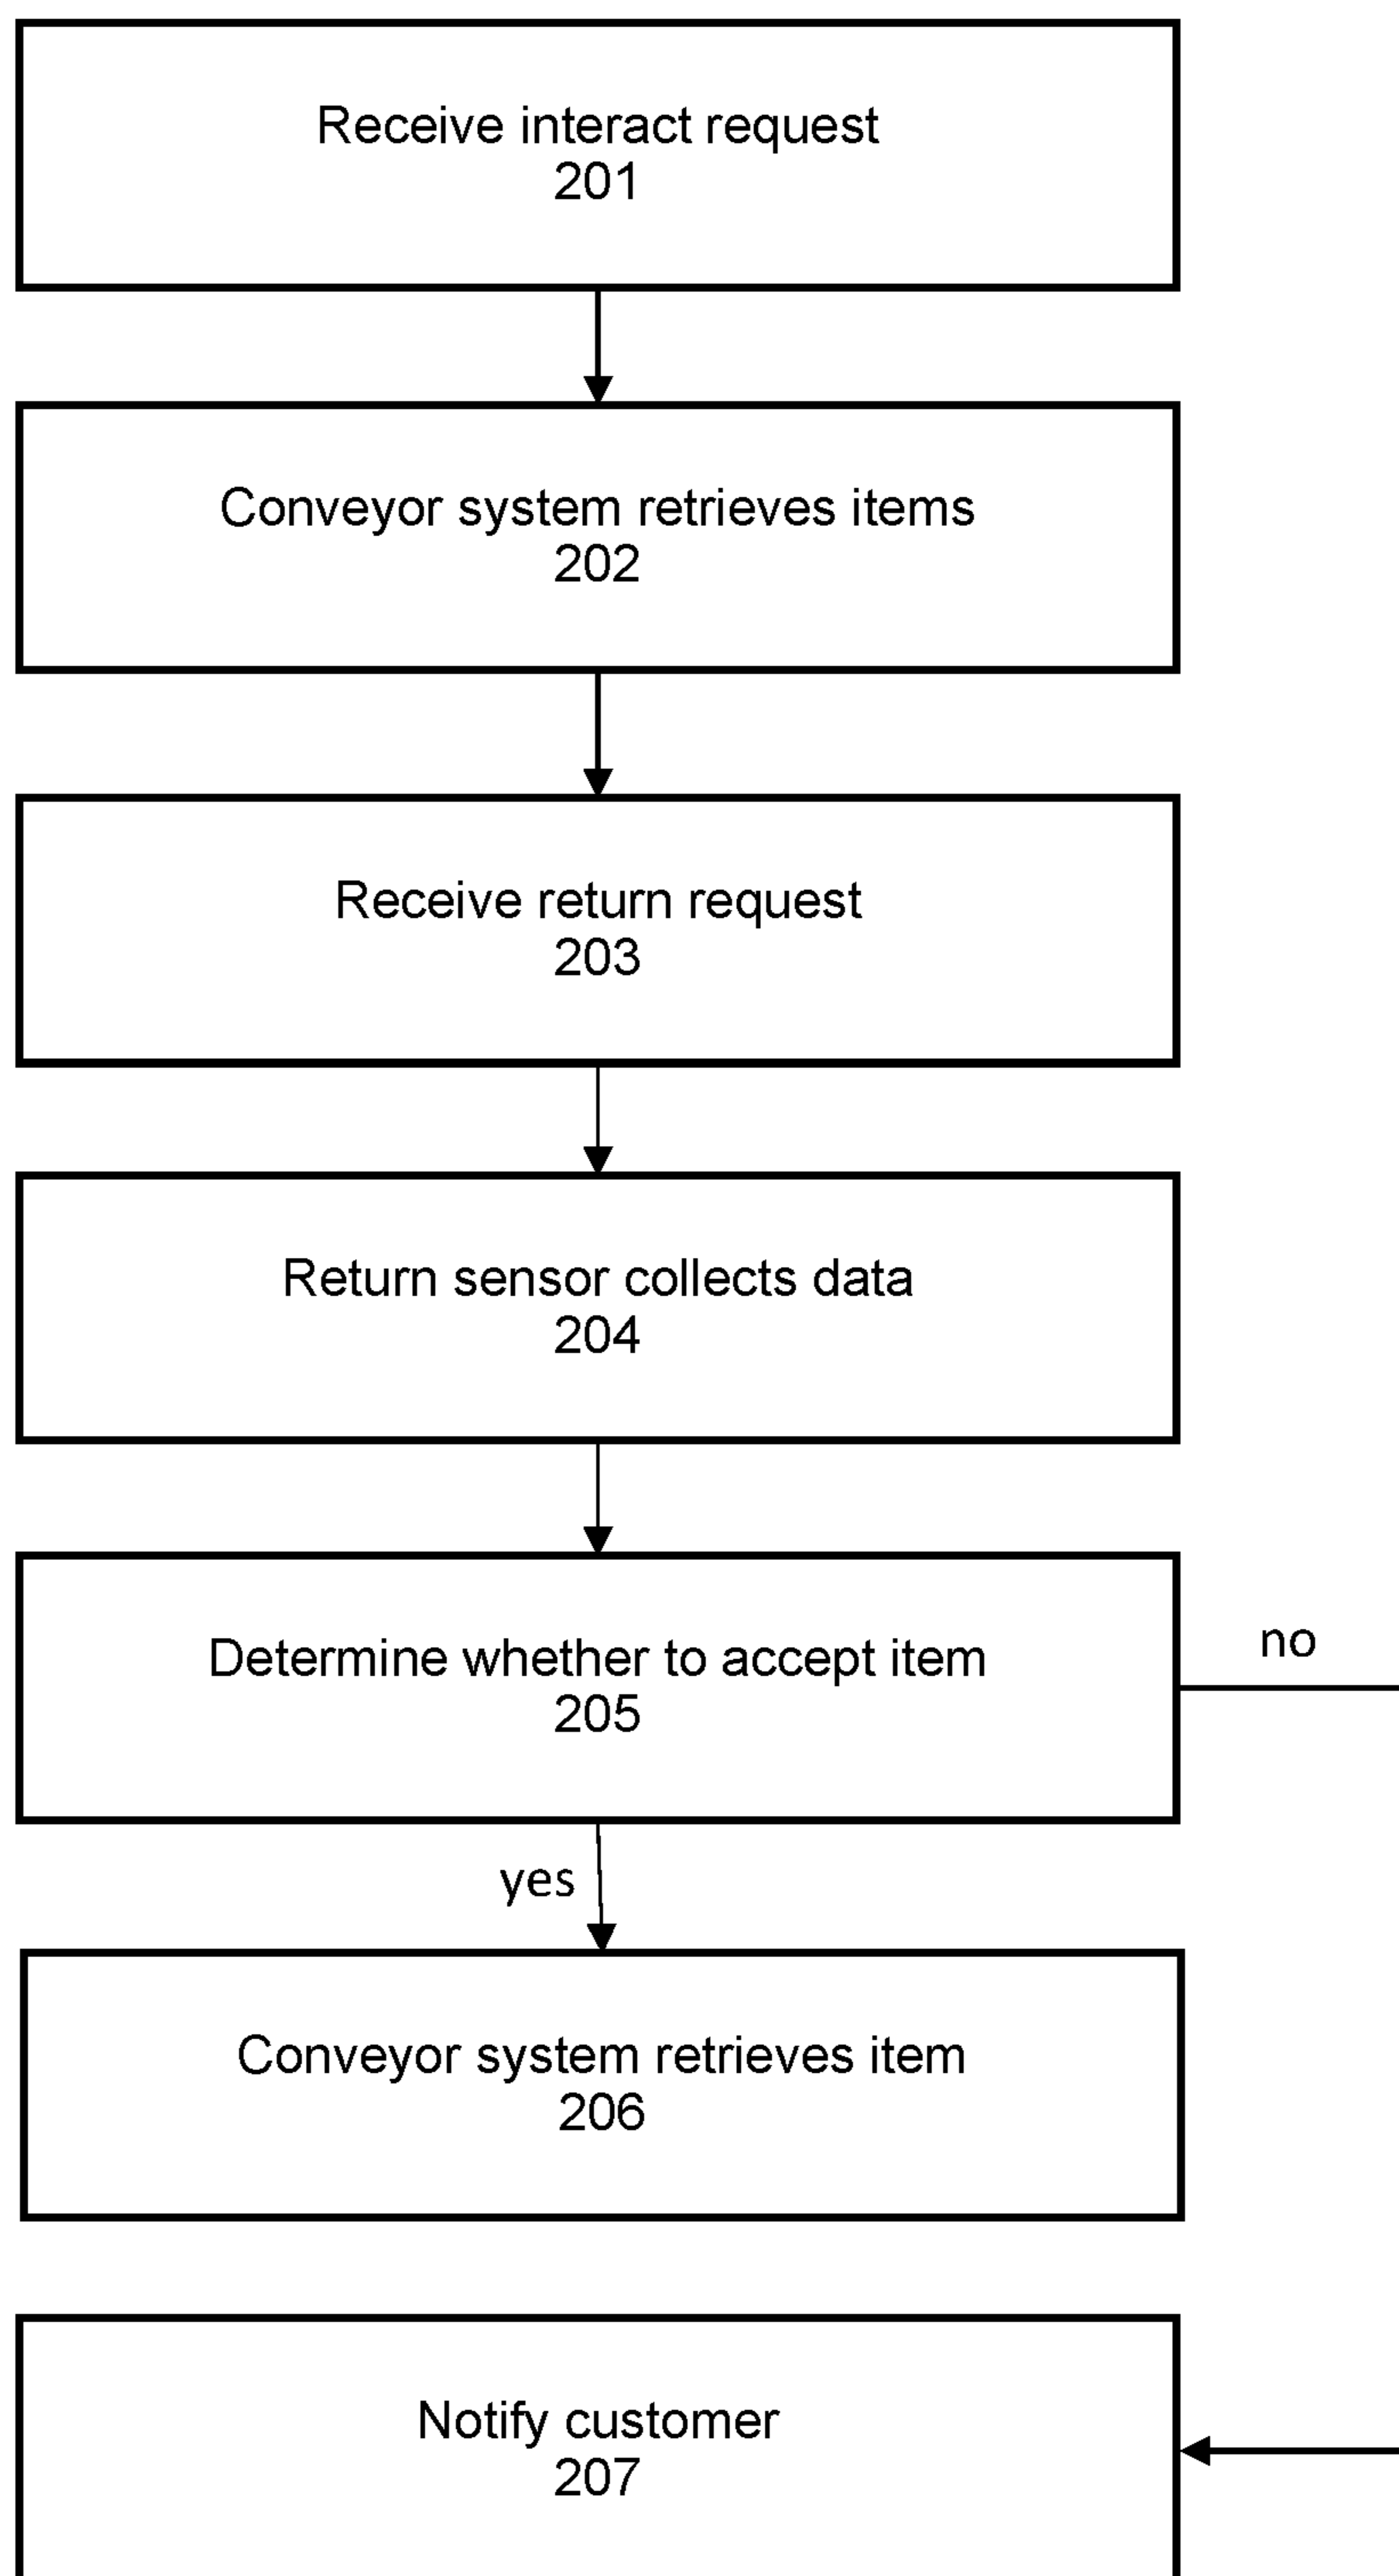 Receive interact request
201
Conveyor system retrieves items
202
Receive return request
203
Return sensor collects data
204
Determine whether to accept item
205
no
yes
Conveyor system retrieves item
206
Notify customer
207